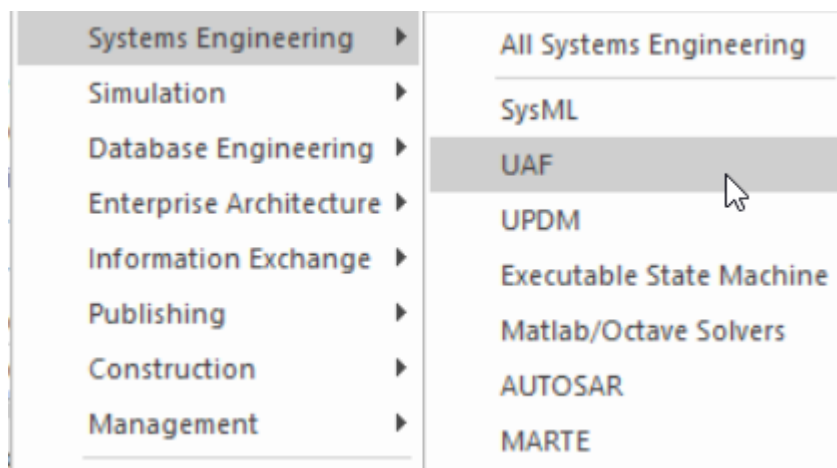 Systems Engineering
Simulation
Database Engineering
Enterprise Architecture
Information Exchange
Publishing
Construction
Management
All Systems Engineering
SysML
UAF
UPDM
Executable State Machine
Matlab/Octave Solvers
AUTOSAR
MARTE